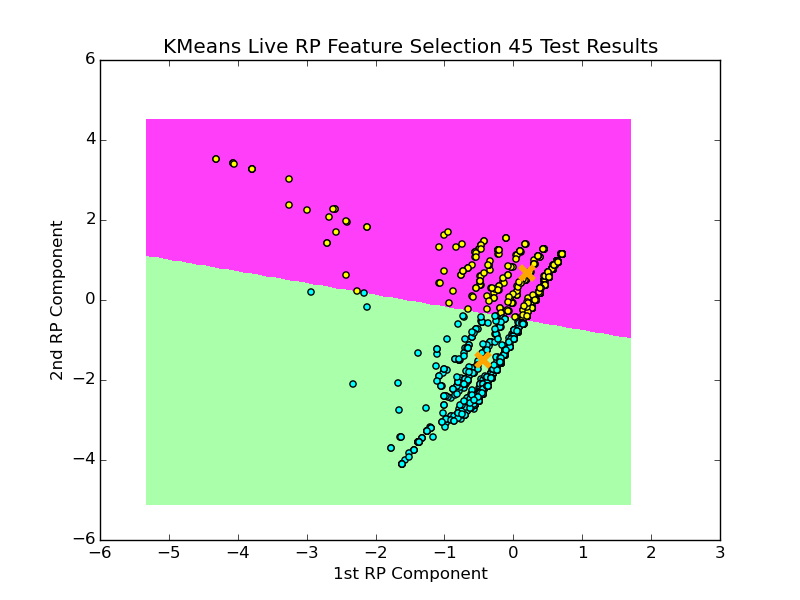 KMeans Live RP Feature Selection 45 Test Results
6
4
2
0
−2
−4
−6
2nd RP Component
−6 −5 −4 −3 −2 −1 0 1 2 3
1st RP Component